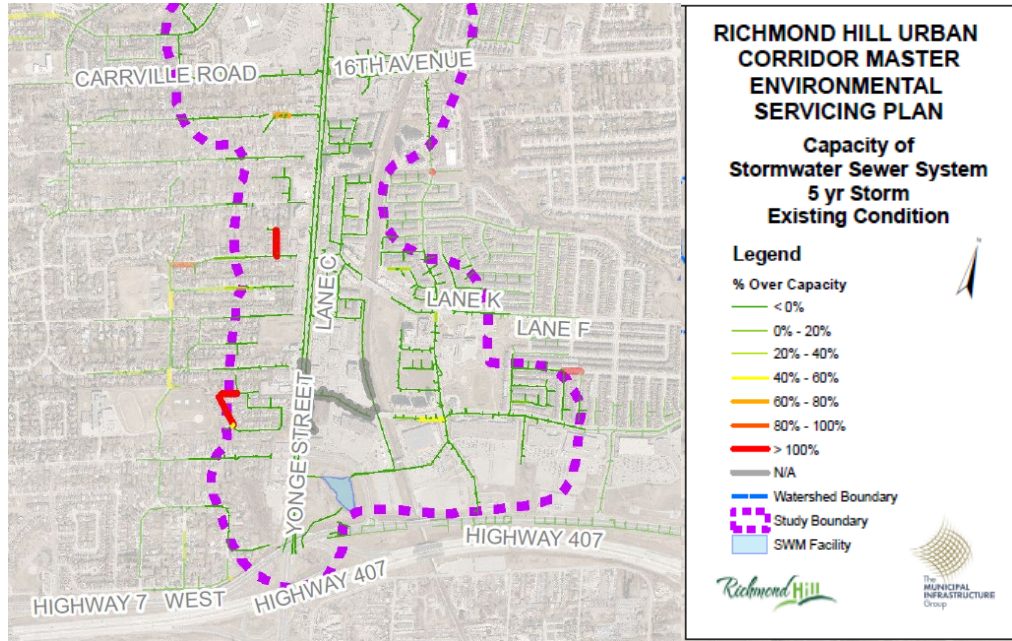 CARRVILLE ROAD
16TH AVENUE
LANE C
LANE K
LANE F
YONGE STREET
HIGHWAY 407
HIGHWAY 407
HIGHWAY 7 WEST
RICHMOND HILL URBAN
CORRIDOR MASTER
ENVIRONMENTAL
SERVICING PLAN
Capacity of
Stormwater Sewer System
5 yr Storm
Existing Condition
Legend
% Over Capacity
< 0%
0% - 20%
20% - 40%
40% - 60%
60% - 80%
80% - 100%
> 100%
N/A
Watershed Boundary
Study Boundary
SWM Facility
Richmond Hill
The
MUNICIPAL
INFRASTRUCTURE
Group